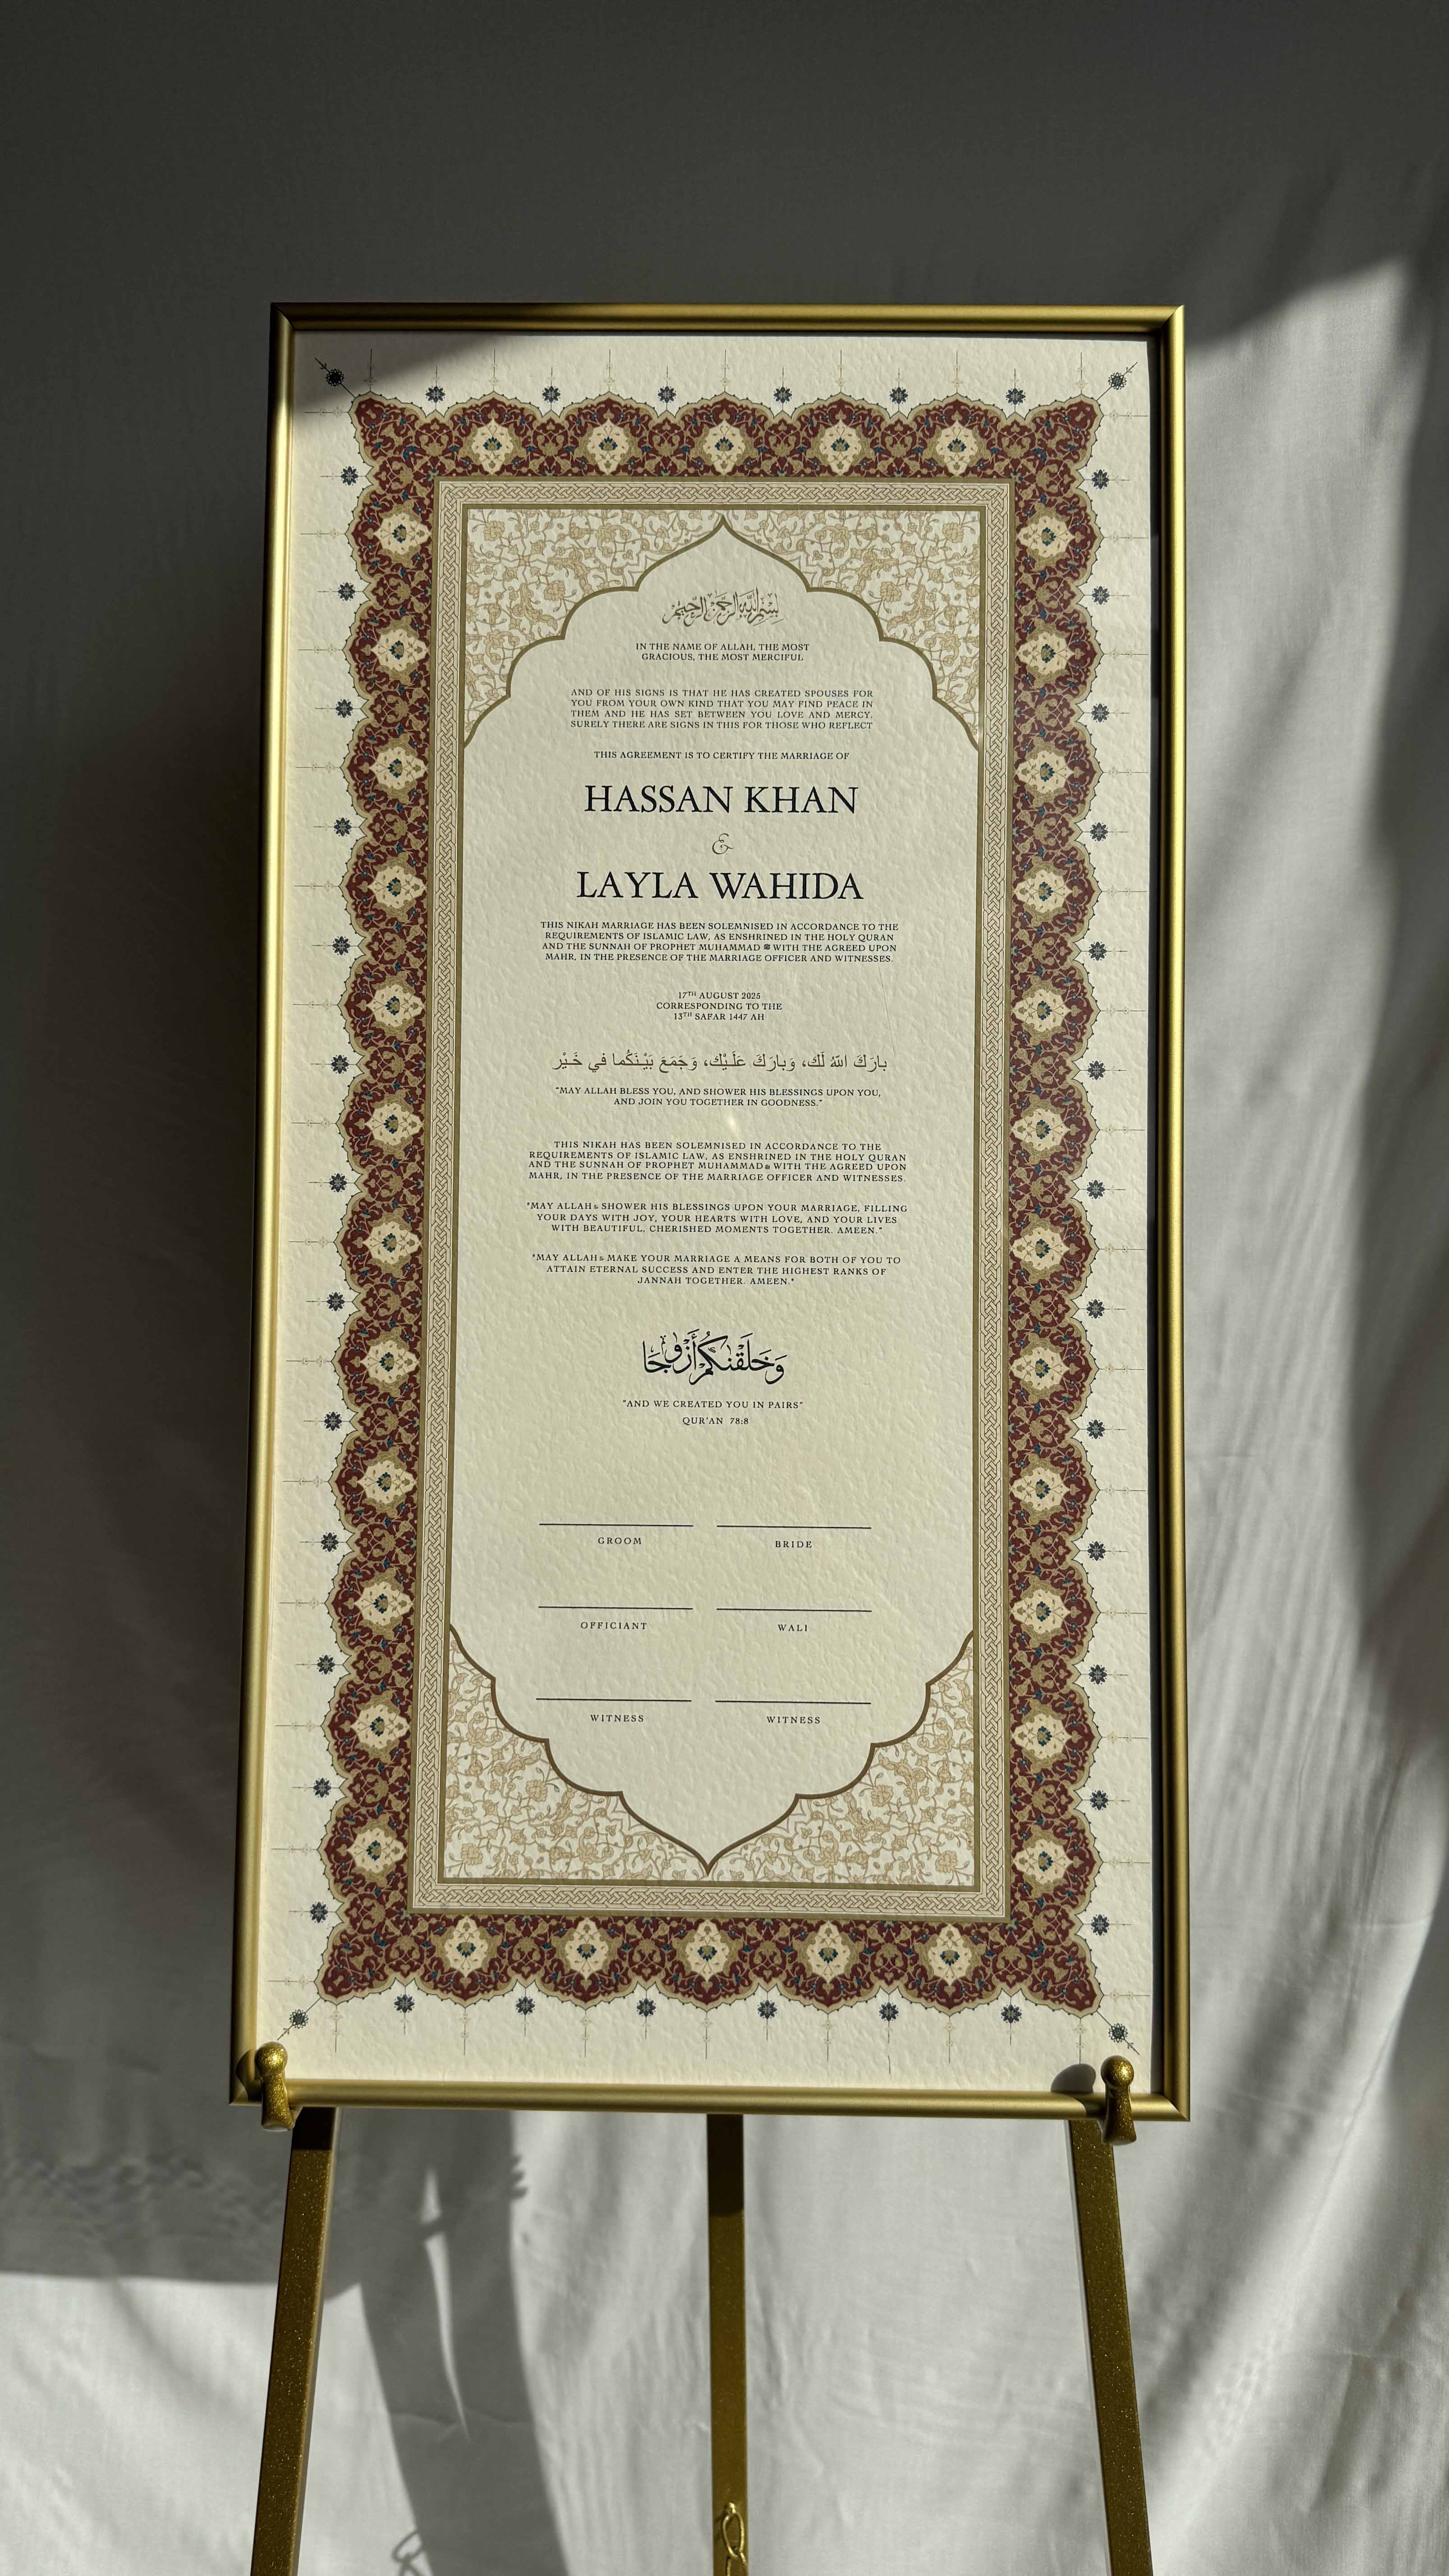 بِسْمِ اللَّهِ الرَّحْمَٰنِ الرَّحِيمِ
IN THE NAME OF ALLAH, THE MOST
GRACIOUS, THE MOST MERCIFUL
AND OF HIS SIGNS IS THAT HE HAS CREATED SPOUSES FOR
YOU FROM YOUR OWN KIND THAT YOU MAY FIND PEACE IN
THEM AND HE HAS SET BETWEEN YOU LOVE AND MERCY.
SURELY THERE ARE SIGNS IN THIS FOR THOSE WHO REFLECT
THIS AGREEMENT IS TO CERTIFY THE MARRIAGE OF
HASSAN KHAN
&
LAYLA WAHIDA
THIS NIKAH MARRIAGE HAS BEEN SOLEMNISED IN ACCORDANCE TO THE
REQUIREMENTS OF ISLAMIC LAW, AS ENSHRINED IN THE HOLY QURAN
AND THE SUNNAH OF PROPHET MUHAMMAD ﷺ WITH THE AGREED UPON
MAHR, IN THE PRESENCE OF THE MARRIAGE OFFICER AND WITNESSES.
17TH AUGUST 2025
CORRESPONDING TO THE
13TH SAFAR 1447 AH
بارَكَ اللهُ لَك، وَبارَكَ عَلَيْك، وَجَمَعَ بَيْنَكُما في خَيْر
"MAY ALLAH BLESS YOU, AND SHOWER HIS BLESSINGS UPON YOU,
AND JOIN YOU TOGETHER IN GOODNESS."
THIS NIKAH HAS BEEN SOLEMNISED IN ACCORDANCE TO THE
REQUIREMENTS OF ISLAMIC LAW, AS ENSHRINED IN THE HOLY QURAN
AND THE SUNNAH OF PROPHET MUHAMMAD ﷺ WITH THE AGREED UPON
MAHR, IN THE PRESENCE OF THE MARRIAGE OFFICER AND WITNESSES.
"MAY ALLAH SHOWER HIS BLESSINGS UPON YOUR MARRIAGE, FILLING
YOUR DAYS WITH JOY, YOUR HEARTS WITH LOVE, AND YOUR LIVES
WITH BEAUTIFUL, CHERISHED MOMENTS TOGETHER. AMEEN."
"MAY ALLAH MAKE YOUR MARRIAGE A MEANS FOR BOTH OF YOU TO
ATTAIN ETERNAL SUCCESS AND ENTER THE HIGHEST RANKS OF
JANNAH TOGETHER. AMEEN."
وَخَلَقْنَكُمْ أَزْوَجًا
"AND WE CREATED YOU IN PAIRS"
QUR'AN 78:8
GROOM BRIDE
OFFICIANT WALI
WITNESS WITNESS